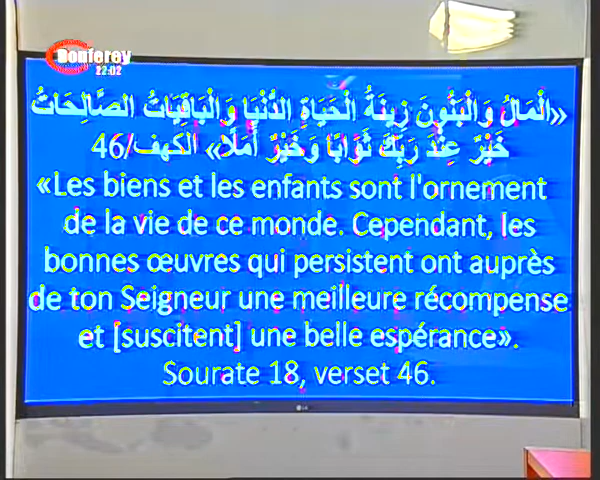 Bonferey
22:02
«الْمَالُ وَالْبَنُونَ زِينَةُ الْحَيَاةِ الدُّنْيَا وَالْبَاقِيَاتُ الصَّالِحَاتُ
خَيْرٌ عِنْدَ رَبِّكَ ثَوَابًا وَخَيْرٌ أَمَلًا» الكهف/46
«Les biens et les enfants sont l'ornement
de la vie de ce monde. Cependant, les
bonnes œuvres qui persistent ont auprès
de ton Seigneur une meilleure récompense
et [suscitent] une belle espérance».
Sourate 18, verset 46.
LG